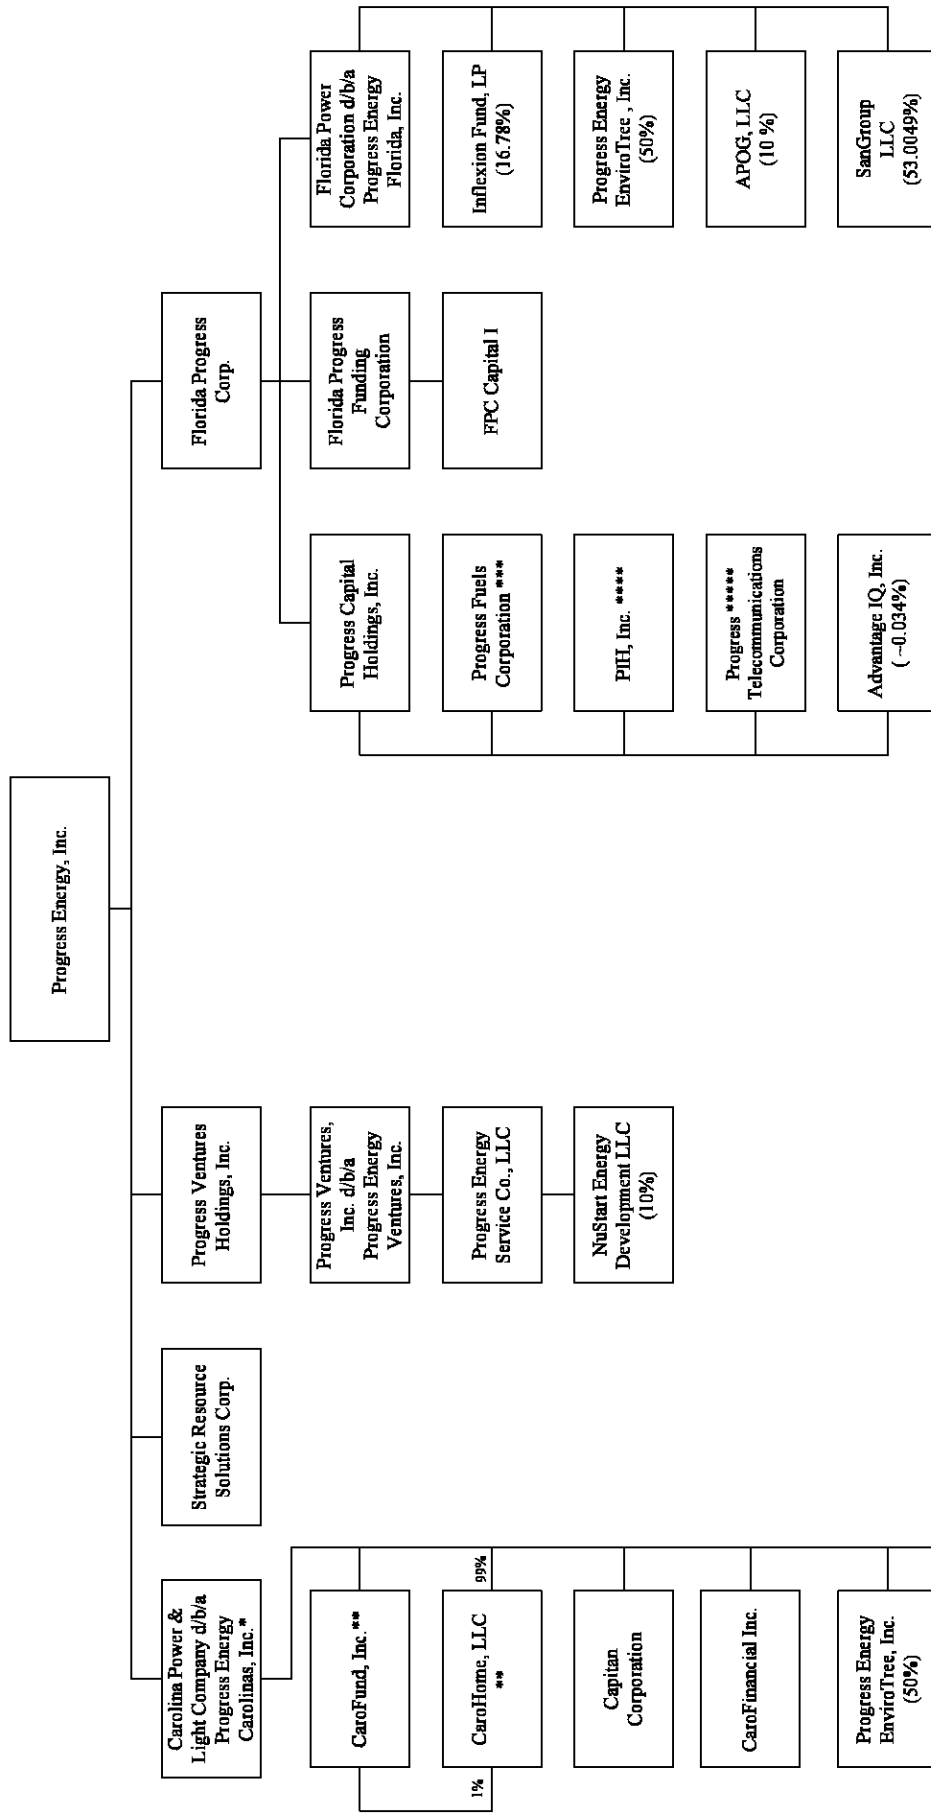 Progress Energy, Inc.
Carolina Power &
Light Company d/b/a
Progress Energy
Carolinas, Inc.*
Strategic Resource
Solutions Corp.
Progress Ventures
Holdings, Inc.
Florida Progress
Corp.
CaroFund, Inc.**
Progress Ventures,
Inc. d/b/a
Progress Energy
Ventures, Inc.
Progress Capital
Holdings, Inc.
Florida Progress
Funding
Corporation
Florida Power
Corporation d/b/a
Progress Energy
Florida, Inc.
1%
CaroHome, LLC
**
99%
Progress Energy
Service Co., LLC
Progress Fuels
Corporation ***
FPC Capital I
Inflexion Fund, LP
(16.78%)
Capitan
Corporation
NuStart Energy
Development LLC
(10%)
PIH, Inc. ****
Progress Energy
EnviroTree , Inc.
(50%)
CaroFinancial Inc.
Progress *****
Telecommunications
Corporation
APOG, LLC
(10 %)
Progress Energy
EnviroTree, Inc.
(50%)
Advantage IQ, Inc.
( ~0.034%)
SanGroup
LLC
(53.0049%)